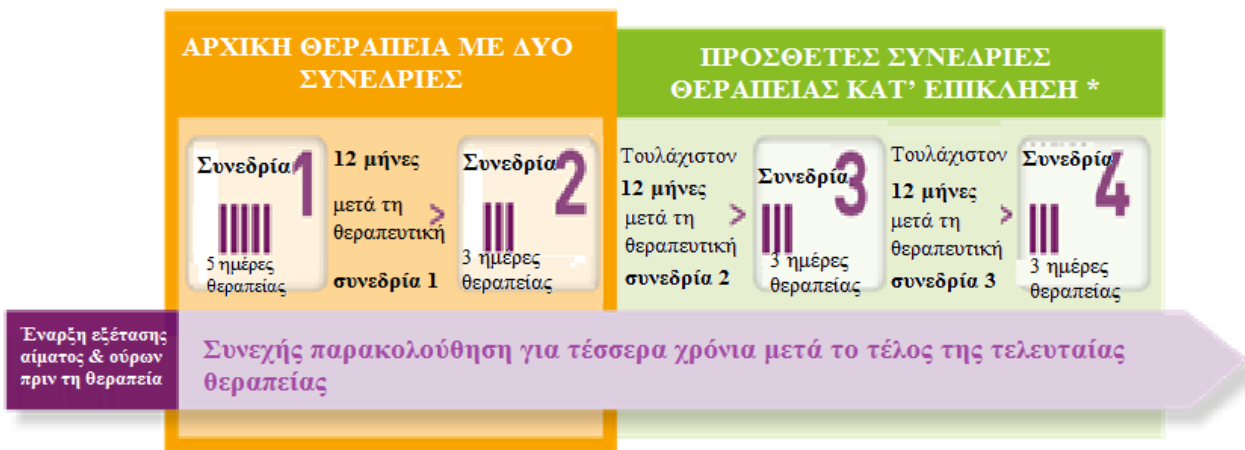 ΑΡΧΙΚΗ ΘΕΡΑΠΕΙΑ ΜΕ ΔΥΟ
ΣΥΝΕΔΡΙΕΣ
ΠΡΟΣΘΕΤΕΣ ΣΥΝΕΔΡΙΕΣ
ΘΕΡΑΠΕΙΑΣ ΚΑΤ’ ΕΠΙΚΛΗΣΗ *
Συνεδρία 1
5 ημέρες
θεραπείας
12 μήνες
μετά τη
θεραπευτική
συνεδρία 1
>
Συνεδρία 2
3 ημέρες
θεραπείας
Τουλάχιστον
12 μήνες
μετά τη
θεραπευτική
συνεδρία 2
>
Συνεδρία 3
3 ημέρες
θεραπείας
Τουλάχιστον
12 μήνες
μετά τη
θεραπευτική
συνεδρία 3
>
Συνεδρία 4
3 ημέρες
θεραπείας
Έναρξη εξέτασης
αίματος & ούρων
πριν τη θεραπεία
Συνεχής παρακολούθηση για τέσσερα χρόνια μετά το τέλος της τελευταίας
θεραπείας